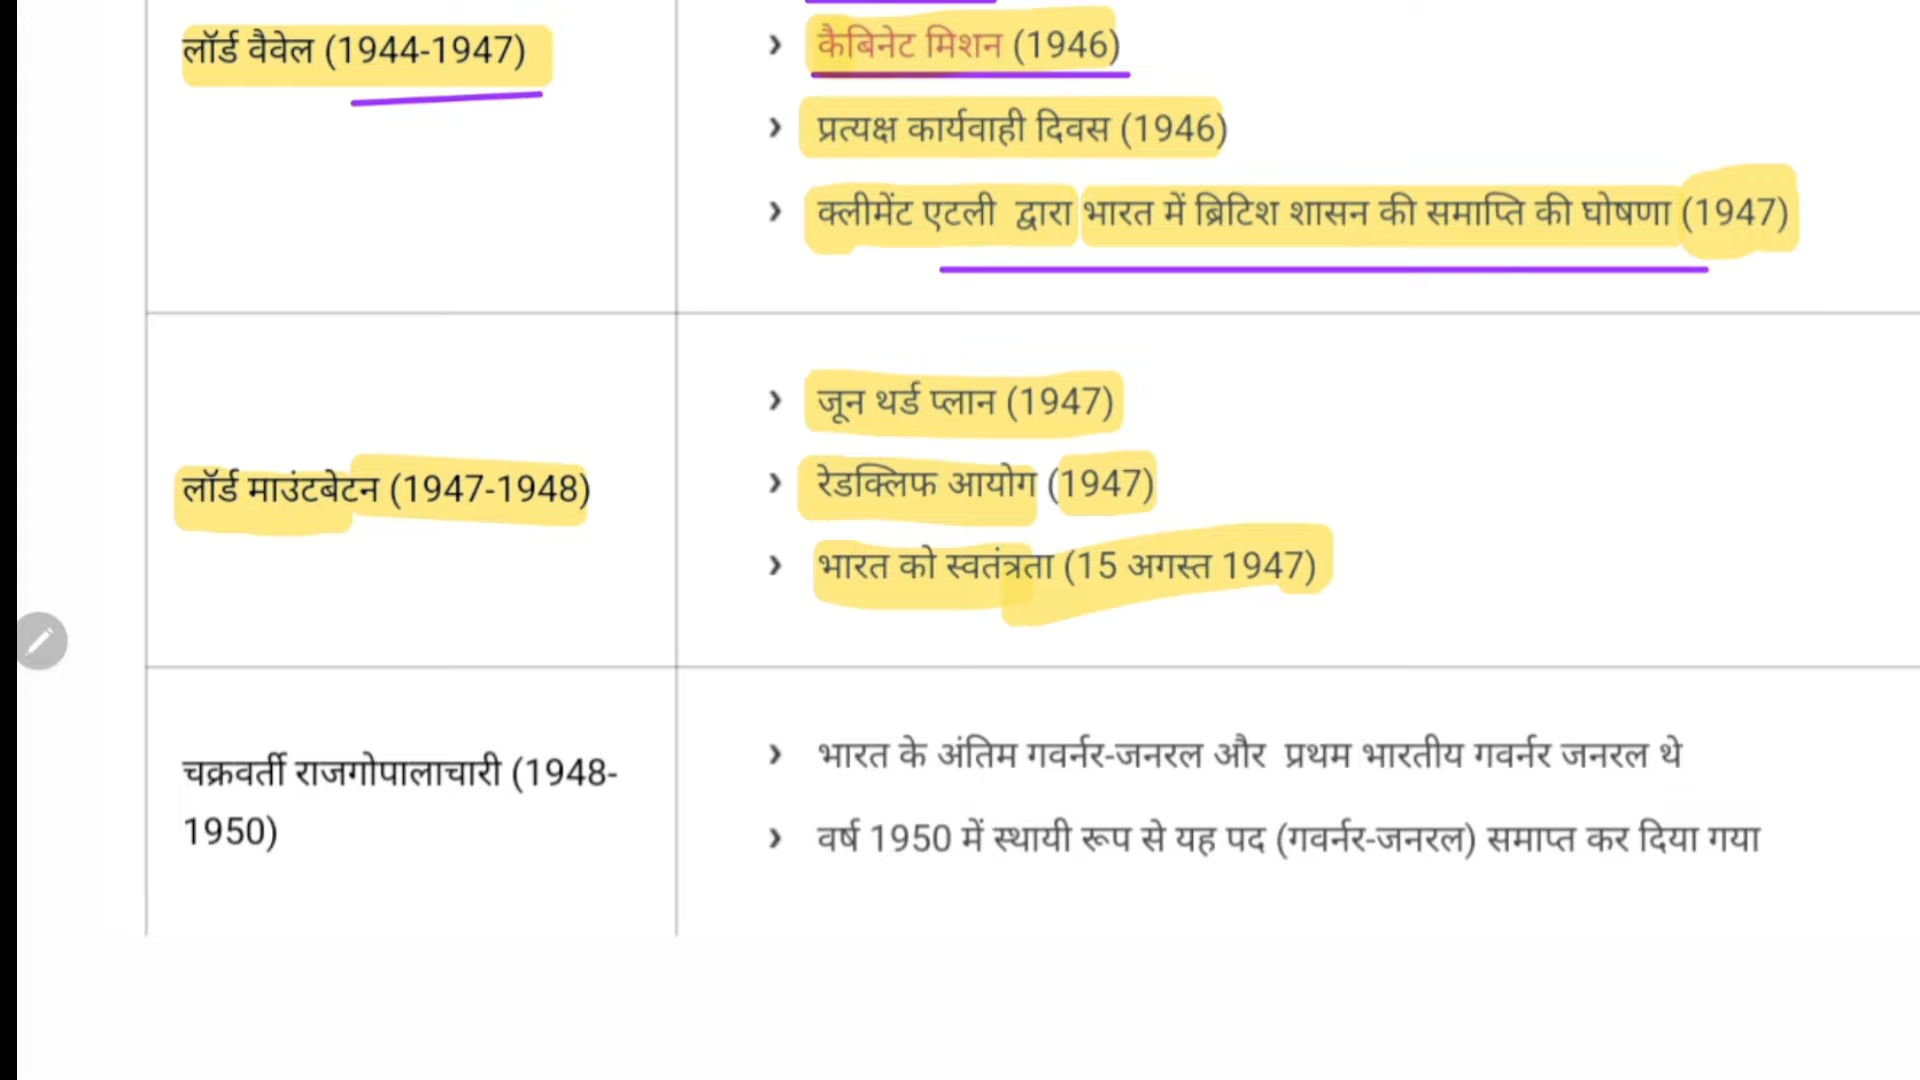 लॉर्ड वैवेल (1944-1947)
› कैबिनेट मिशन (1946)
› प्रत्यक्ष कार्यवाही दिवस (1946)
› क्लीमेंट एटली द्वारा भारत में ब्रिटिश शासन की समाप्ति की घोषणा (1947)
लॉर्ड माउंटबेटन (1947-1948)
› जून थर्ड प्लान (1947)
› रेडक्लिफ आयोग (1947)
› भारत को स्वतंत्रता (15 अगस्त 1947)
चक्रवर्ती राजगोपालाचारी (1948-
1950)
› भारत के अंतिम गवर्नर-जनरल और प्रथम भारतीय गवर्नर जनरल थे
› वर्ष 1950 में स्थायी रूप से यह पद (गवर्नर-जनरल) समाप्त कर दिया गया